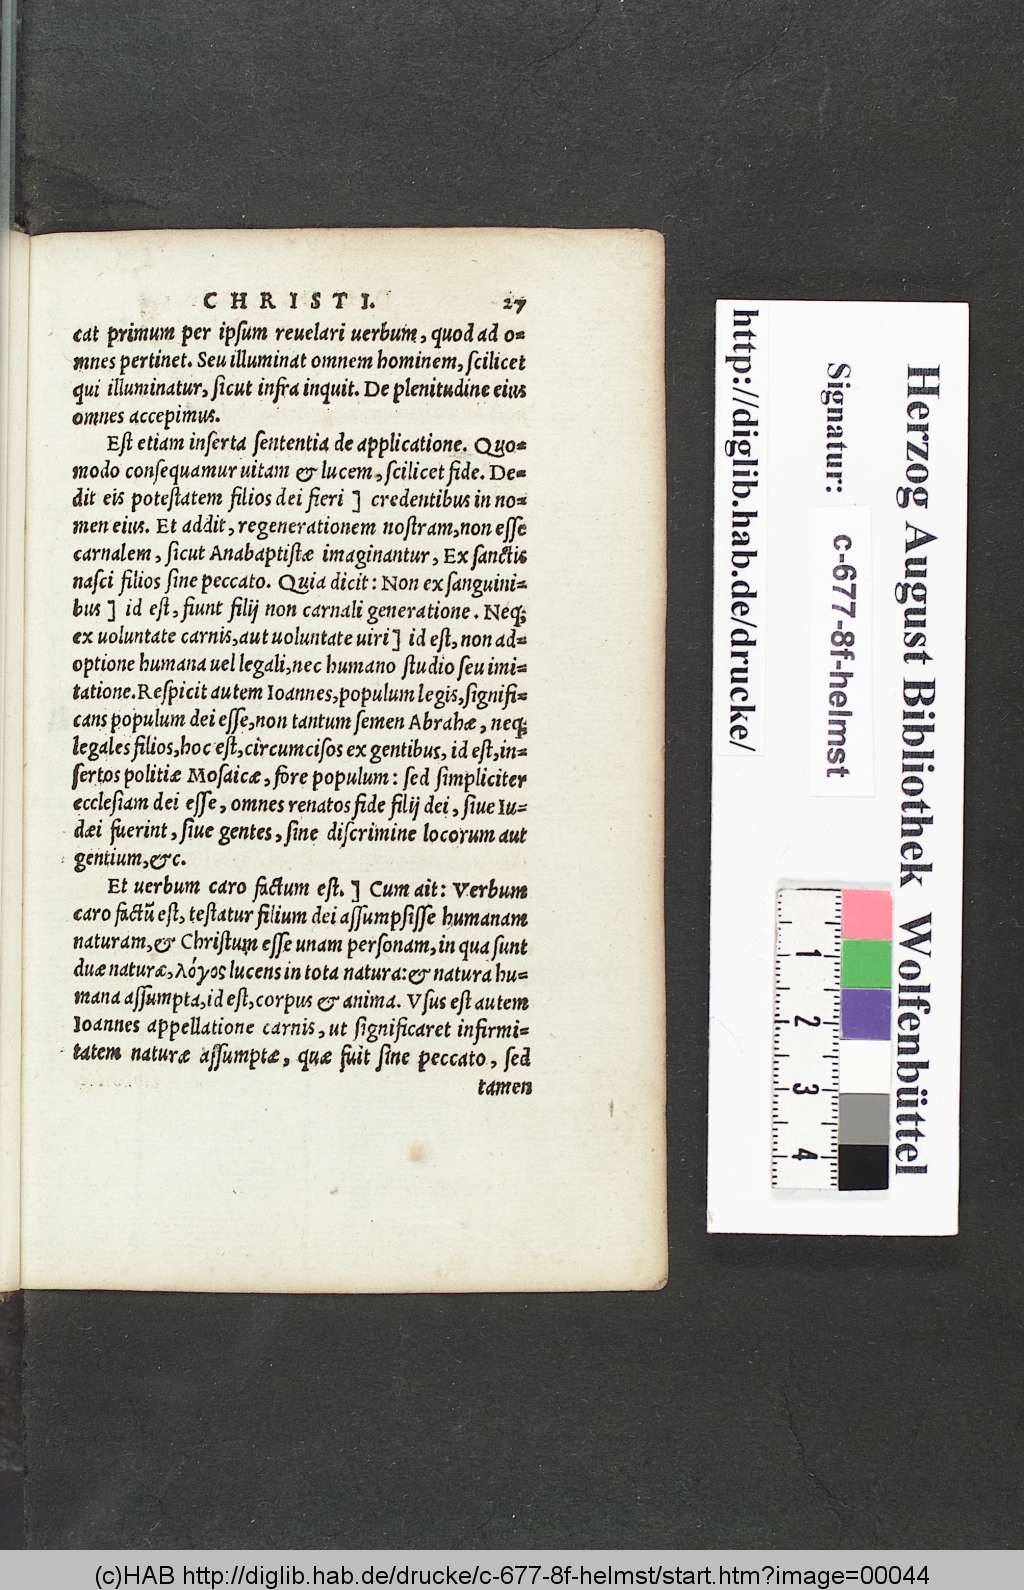 CHRISTI. 27
cat primum per ipſum reuelari uerbum, quod ad o=
mnes pertinet. Seu illuminat omnem hominem, ſcilicet
qui illuminatur, ſicut infra inquit. De plenitudine eius
omnes accepimus.
Eſt etiam inſerta ſententia de applicatione. Quo=
modo conſequamur uitam & lucem, ſcilicet fide. De=
dit eis poteſtatem filios dei fieri ] credentibus in no=
men eius. Et addit, regenerationem noſtram, non eſſe
carnalem, ſicut Anabaptiſtæ imaginantur, Ex ſanctis
naſci filios ſine peccato. Quia dicit: Non ex ſanguini=
bus ] id eſt, fiunt filij non carnali generatione. Neq;
ex uoluntate carnis, aut uoluntate uiri ] id eſt, non ad=
optione humana uel legali, nec humano ſtudio ſeu imi=
tatione. Reſpicit autem Ioannes, populum legis, ſignifi=
cans populum dei eſſe, non tantum ſemen Abrahæ, neq;
legales filios, hoc eſt, circumciſos ex gentibus, id eſt, in=
ſertos politiæ Moſaicæ, fore populum: ſed ſimpliciter
eccleſiam dei eſſe, omnes renatos fide filij dei, ſiue Iu=
dæi fuerint, ſiue gentes, ſine diſcrimine locorum aut
gentium, &c.
Et uerbum caro factum eſt. ] Cum ait: Verbum
caro factũ eſt, teſtatur filium dei aſſumpſiſſe humanam
naturam, & Chriſtum eſſe unam perſonam, in qua ſunt
duæ naturæ, λόγος lucens in tota natura: & natura hu=
mana aſſumpta, id eſt, corpus & anima. Vſus eſt autem
Ioannes appellatione carnis, ut ſignificaret infirmi=
tatem naturæ aſſumptæ, quæ fuit ſine peccato, ſed
tamen
Herzog August Bibliothek Wolfenbüttel
Signatur: c-677-8f-helmst
http://diglib.hab.de/drucke/
1
2
3
4
(c)HAB http://diglib.hab.de/drucke/c-677-8f-helmst/start.htm?image=00044